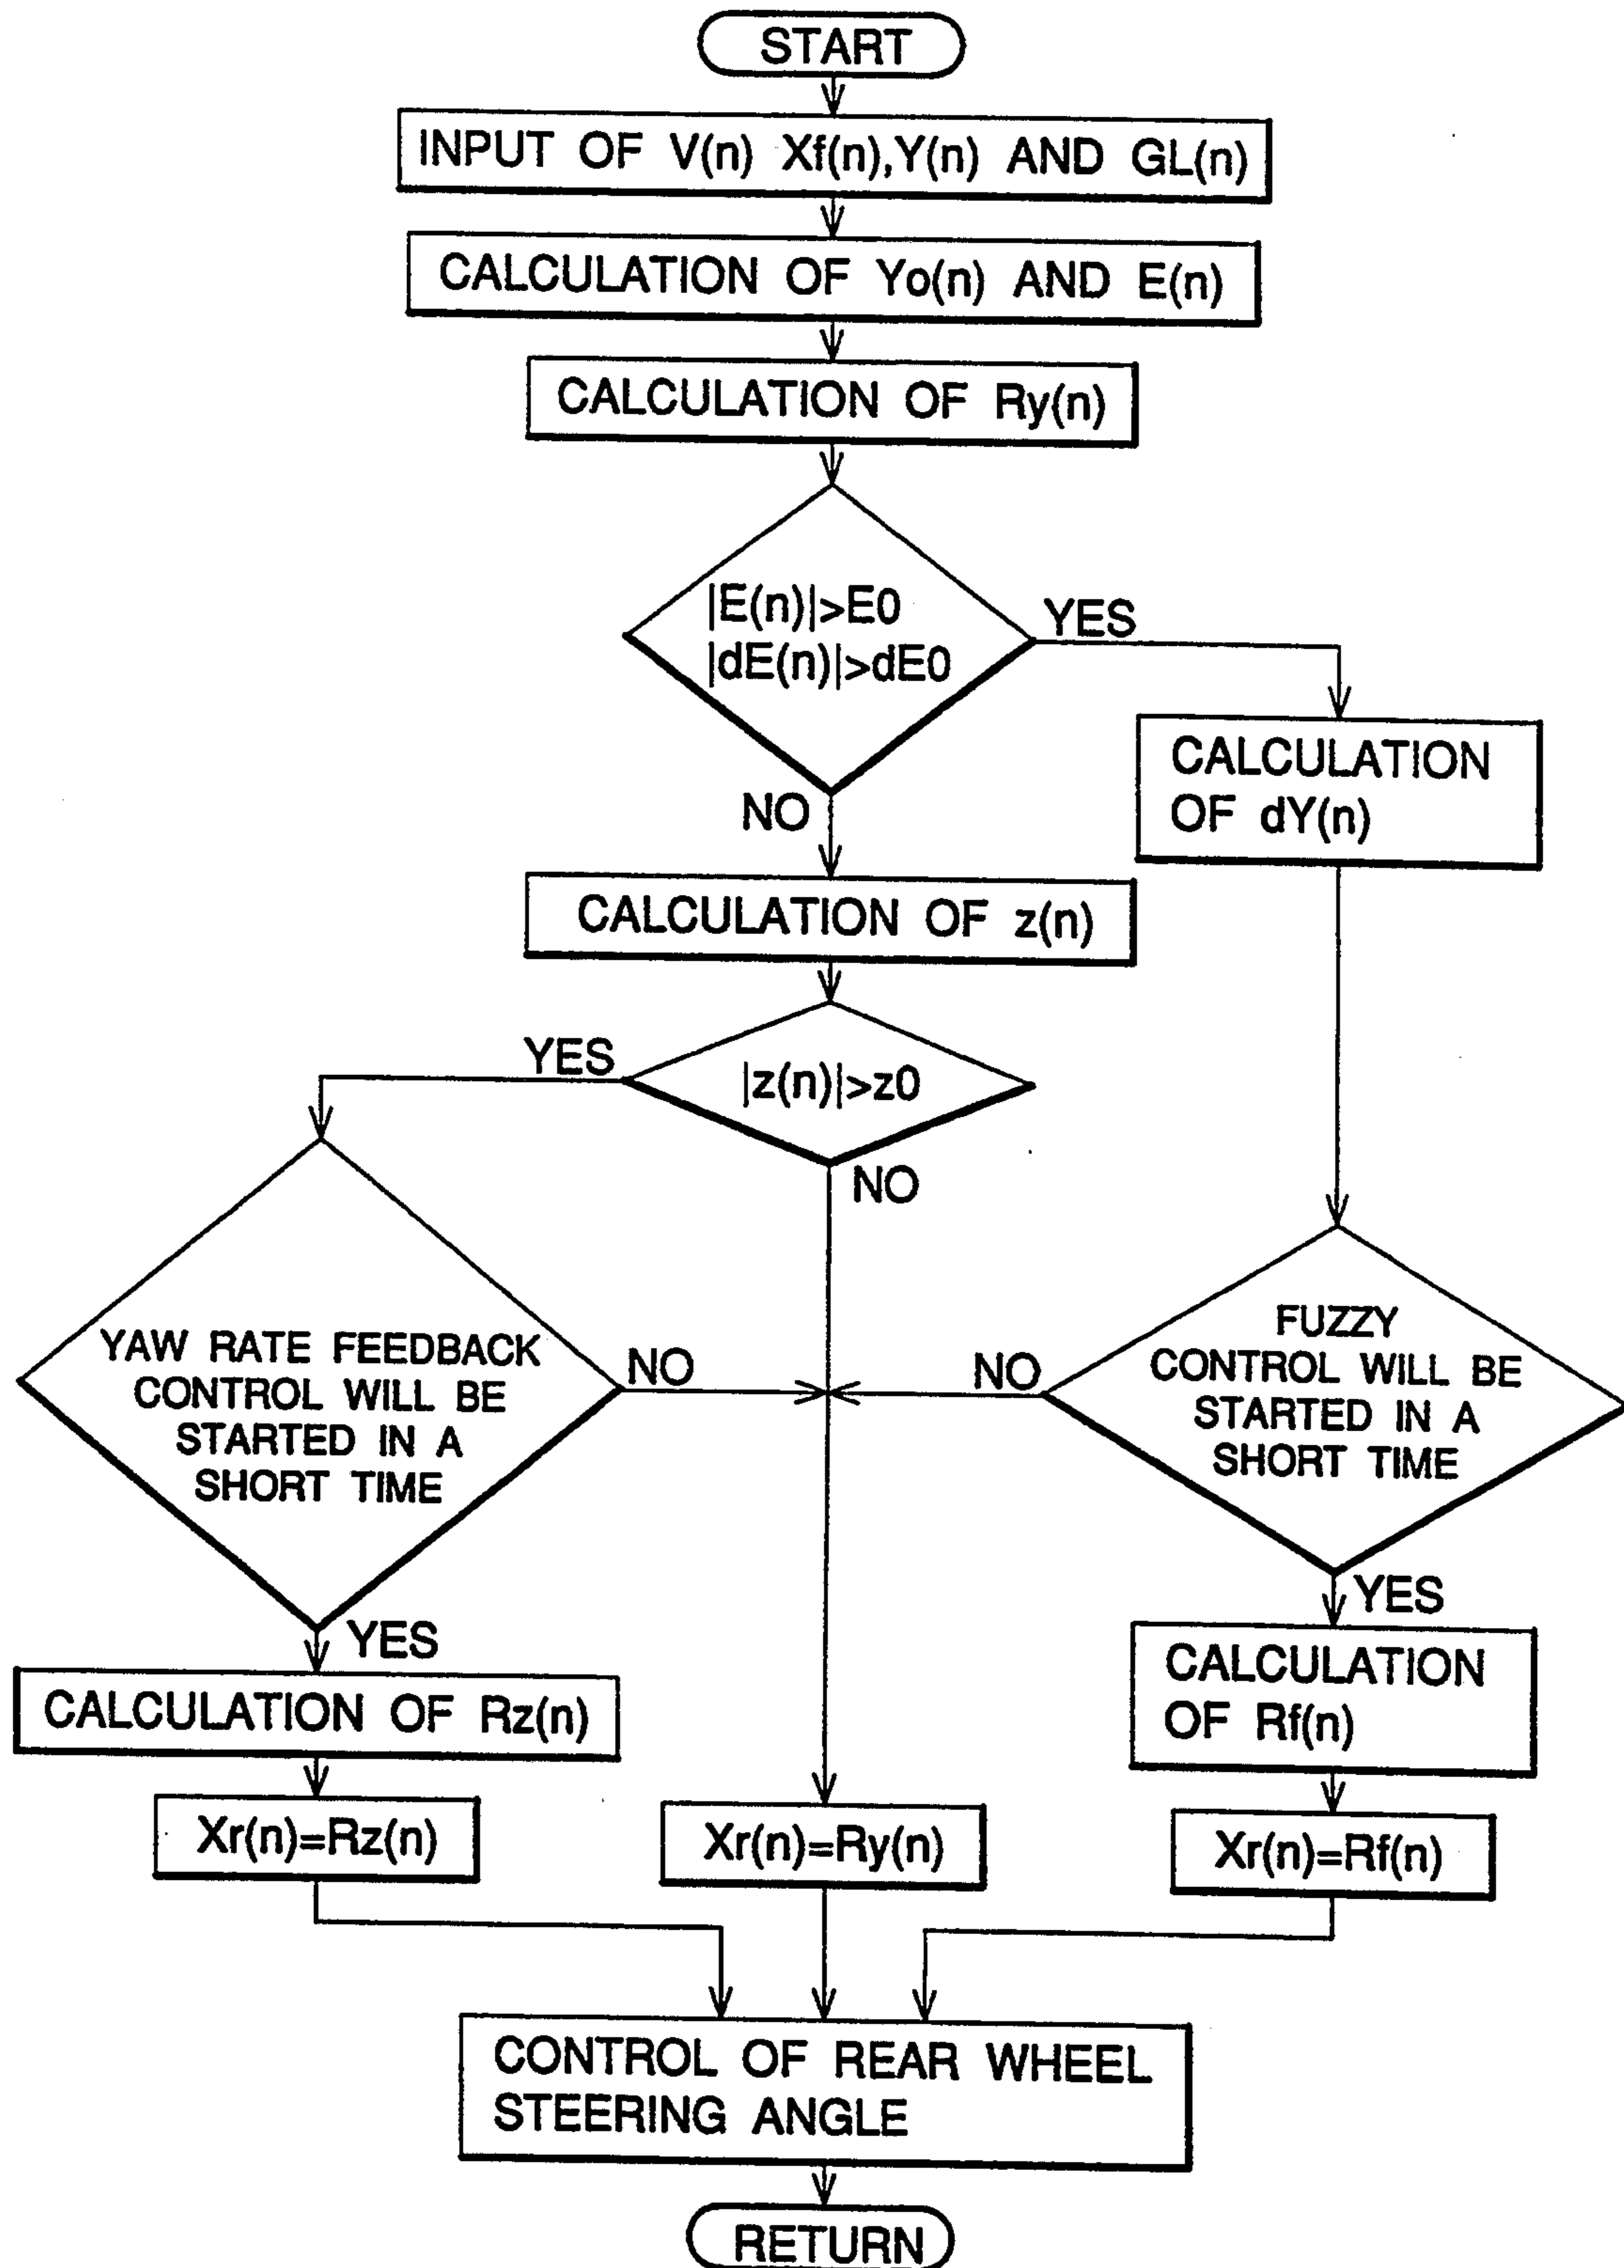 START
INPUT OF V(n) Xf(n),Y(n) AND GL(n)
CALCULATION OF Yo(n) AND E(n)
CALCULATION OF Ry(n)
|E(n)|>E0
|dE(n)|>dE0
YES
NO
CALCULATION
OF dY(n)
CALCULATION OF z(n)
YES
|z(n)|>z0
NO
YAW RATE FEEDBACK
CONTROL WILL BE
STARTED IN A
SHORT TIME
NO
NO
FUZZY
CONTROL WILL BE
STARTED IN A
SHORT TIME
YES
YES
CALCULATION OF Rz(n)
CALCULATION
OF Rf(n)
Xr(n)=Rz(n)
Xr(n)=Ry(n)
Xr(n)=Rf(n)
CONTROL OF REAR WHEEL
STEERING ANGLE
RETURN